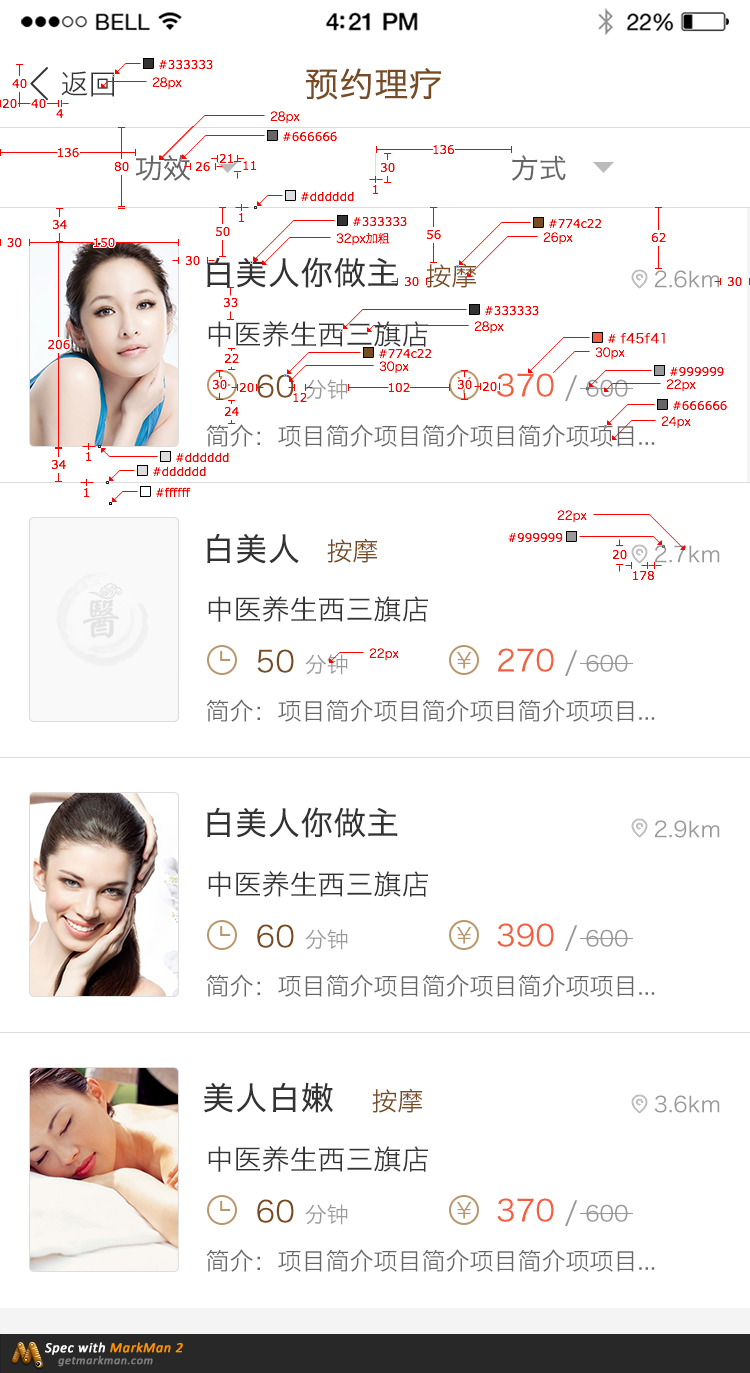 BELL 4:21 PM 22%
#333333
40 返回 28px 预约理疗
20 40 4
28px
#666666
136 80 功效 26 21 11 136 30 方式
1
#dddddd
1
34 50 #333333 56 #774c22 62
30 150 32px加粗 26px
30 白美人你做主 30 按摩 2.6km 30
33 #333333
中医养生西三旗店 28px
206 22 #774c22 # f45f41
30px 30px
30 20 60 分钟 12 102 30 20 370 / 600 #999999
22px
24 #666666
24px
简介：项目简介项目简介项目简介项项目...
34 1 #dddddd
#dddddd
1 #ffffff
22px
白美人 按摩 #999999 20 2.7km
178
中医养生西三旗店
50 分钟 22px ¥ 270 / 600
简介：项目简介项目简介项目简介项项目...
白美人你做主 2.9km
中医养生西三旗店
60 分钟 ¥ 390 / 600
简介：项目简介项目简介项目简介项项目...
美人白嫩 按摩 3.6km
中医养生西三旗店
60 分钟 ¥ 370 / 600
简介：项目简介项目简介项目简介项项目...
Spec with MarkMan 2
getmarkman.com